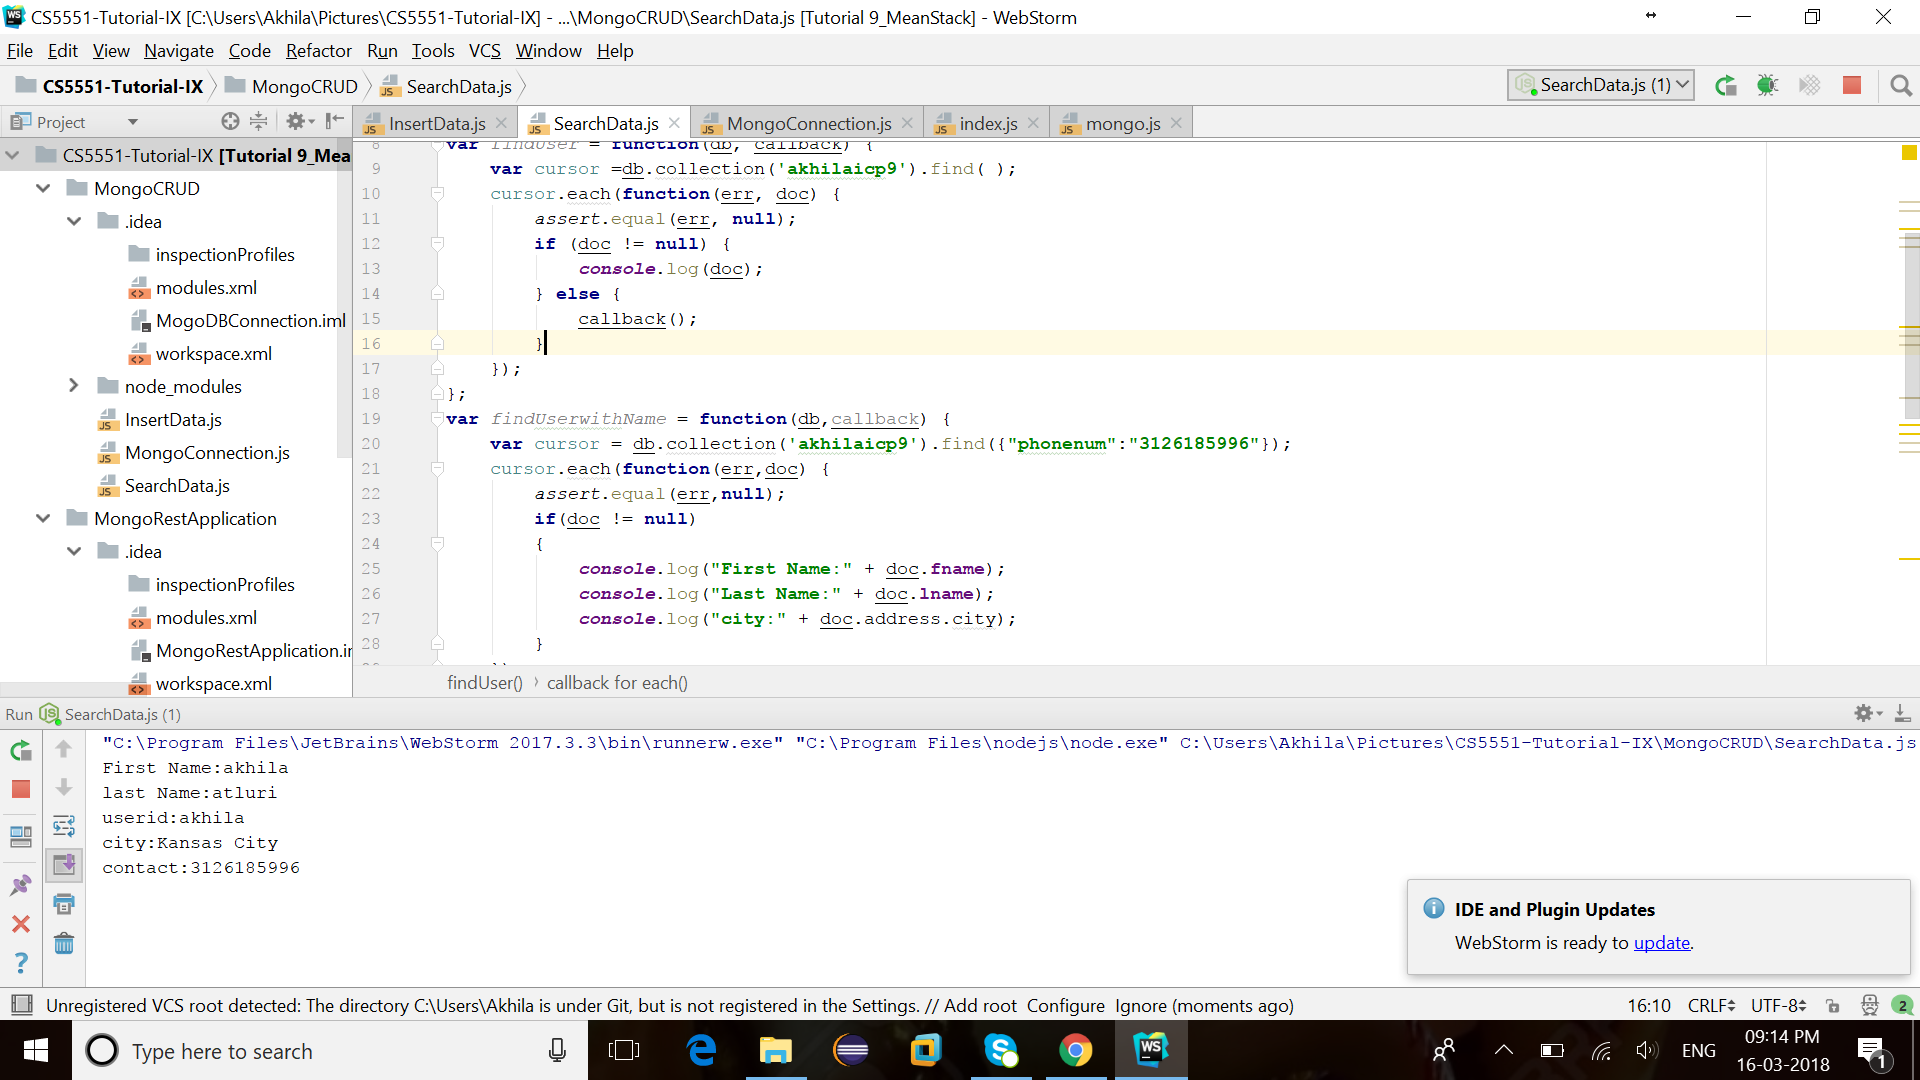 CS5551-Tutorial-IX [C:\Users\Akhila\Pictures\CS5551-Tutorial-IX] - ...\MongoCRUD\SearchData.js [Tutorial 9_MeanStack] - WebStorm
File Edit View Navigate Code Refactor Run Tools VCS Window Help
CS5551-Tutorial-IX MongoCRUD SearchData.js SearchData.js (1)
Project InsertData.js SearchData.js MongoConnection.js index.js mongo.js
CS5551-Tutorial-IX [Tutorial 9_Mea
MongoCRUD
.idea
inspectionProfiles
modules.xml
MogoDBConnection.iml
workspace.xml
node_modules
InsertData.js
MongoConnection.js
SearchData.js
MongoRestApplication
.idea
inspectionProfiles
modules.xml
MongoRestApplication.ir
workspace.xml
8 var findUser = function(db, callback) {
9 var cursor =db.collection('akhilaicp9').find( );
10 cursor.each(function(err, doc) {
11 assert.equal(err, null);
12 if (doc != null) {
13 console.log(doc);
14 } else {
15 callback();
16 }
17 });
18 };
19 var findUserwithName = function(db,callback) {
20 var cursor = db.collection('akhilaicp9').find({"phonenum":"3126185996"});
21 cursor.each(function(err,doc) {
22 assert.equal(err,null);
23 if(doc != null)
24 {
25 console.log("First Name:" + doc.fname);
26 console.log("Last Name:" + doc.lname);
27 console.log("city:" + doc.address.city);
28 }
findUser() callback for each()
Run SearchData.js (1)
"C:\Program Files\JetBrains\WebStorm 2017.3.3\bin\runnerw.exe" "C:\Program Files\nodejs\node.exe" C:\Users\Akhila\Pictures\CS5551-Tutorial-IX\MongoCRUD\SearchData.js
First Name:akhila
last Name:atluri
userid:akhila
city:Kansas City
contact:3126185996
IDE and Plugin Updates
WebStorm is ready to update.
Unregistered VCS root detected: The directory C:\Users\Akhila is under Git, but is not registered in the Settings. // Add root Configure Ignore (moments ago) 16:10 CRLF UTF-8 2
Type here to search
ENG
09:14 PM
16-03-2018
1